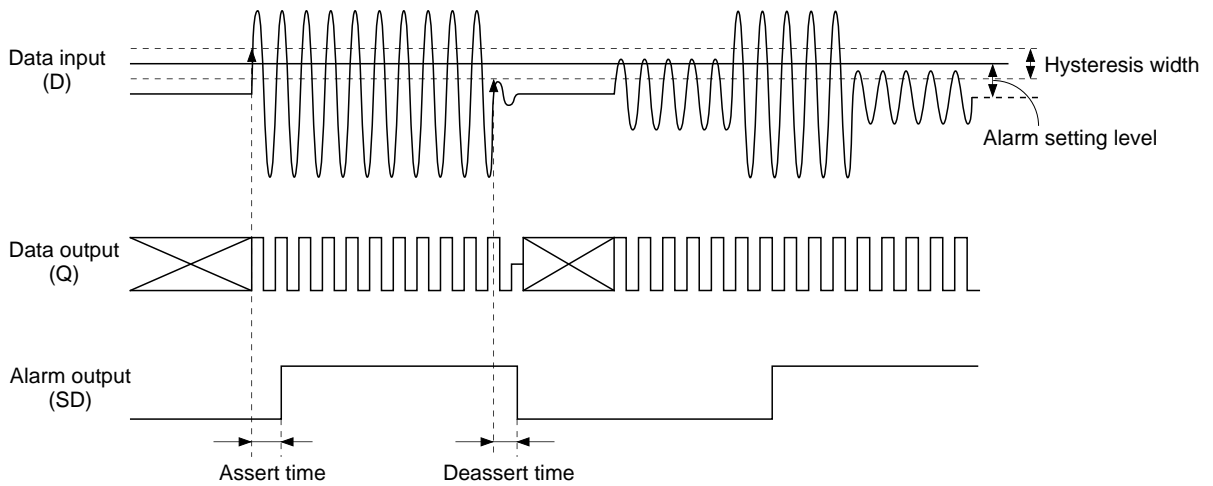 Data input
(D)
Hysteresis width
Alarm setting level
Data output
(Q)
Alarm output
(SD)
Assert time
Deassert time